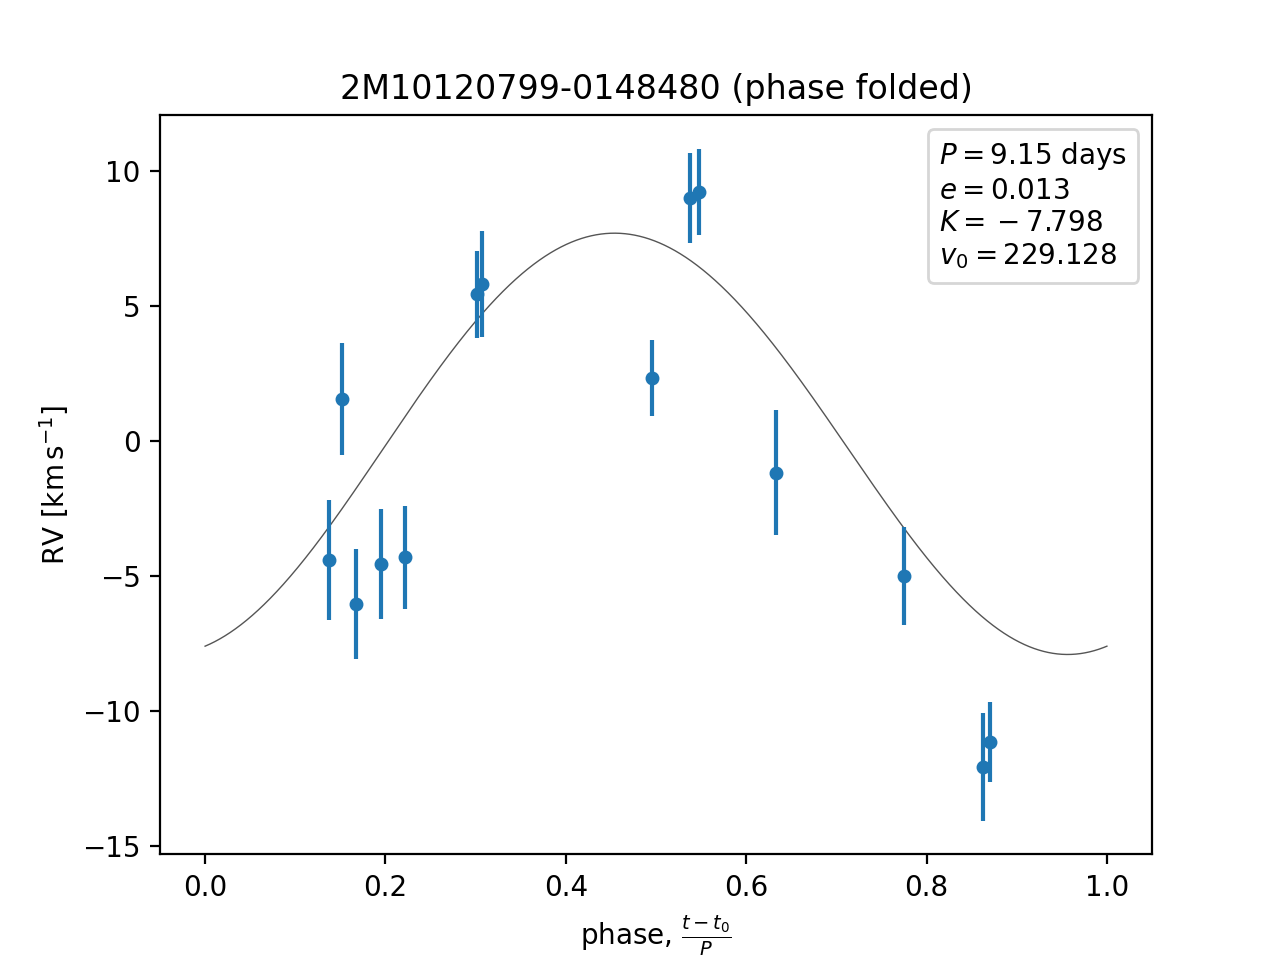 2M10120799-0148480 (phase folded)
P = 9.15 days
e = 0.013
K = −7.798
v₀ = 229.128
RV [km s⁻¹]
10
5
0
−5
−10
−15
0.0 0.2 0.4 0.6 0.8 1.0
phase, (t − t₀)/P